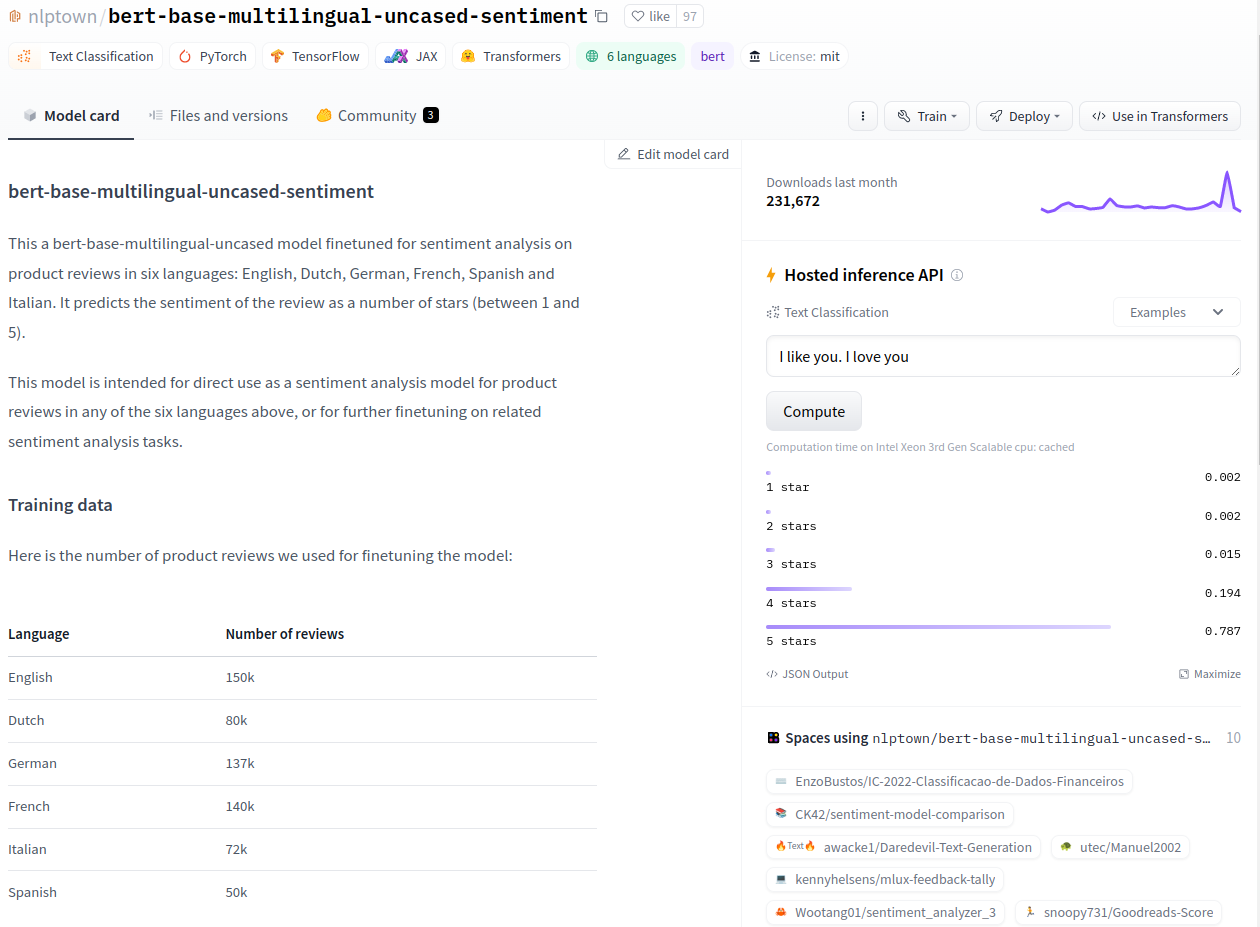 nlptown/bert-base-multilingual-uncased-sentiment like 97
Text Classification PyTorch TensorFlow JAX Transformers 6 languages bert License: mit
Model card Files and versions Community 3 Train Deploy Use in Transformers
Edit model card
bert-base-multilingual-uncased-sentiment
This a bert-base-multilingual-uncased model finetuned for sentiment analysis on
product reviews in six languages: English, Dutch, German, French, Spanish and
Italian. It predicts the sentiment of the review as a number of stars (between 1 and
5).
This model is intended for direct use as a sentiment analysis model for product
reviews in any of the six languages above, or for further finetuning on related
sentiment analysis tasks.
Training data
Here is the number of product reviews we used for finetuning the model:
Language Number of reviews
English 150k
Dutch 80k
German 137k
French 140k
Italian 72k
Spanish 50k
Downloads last month
231,672
Hosted inference API
Text Classification Examples
I like you. I love you
Compute
Computation time on Intel Xeon 3rd Gen Scalable cpu: cached
1 star 0.002
2 stars 0.002
3 stars 0.015
4 stars 0.194
5 stars 0.787
JSON Output Maximize
Spaces using nlptown/bert-base-multilingual-uncased-s… 10
EnzoBustos/IC-2022-Classificacao-de-Dados-Financeiros
CK42/sentiment-model-comparison
🔥Text🔥 awacke1/Daredevil-Text-Generation utec/Manuel2002
kennyhelsens/mlux-feedback-tally
Wootang01/sentiment_analyzer_3 snoopy731/Goodreads-Score